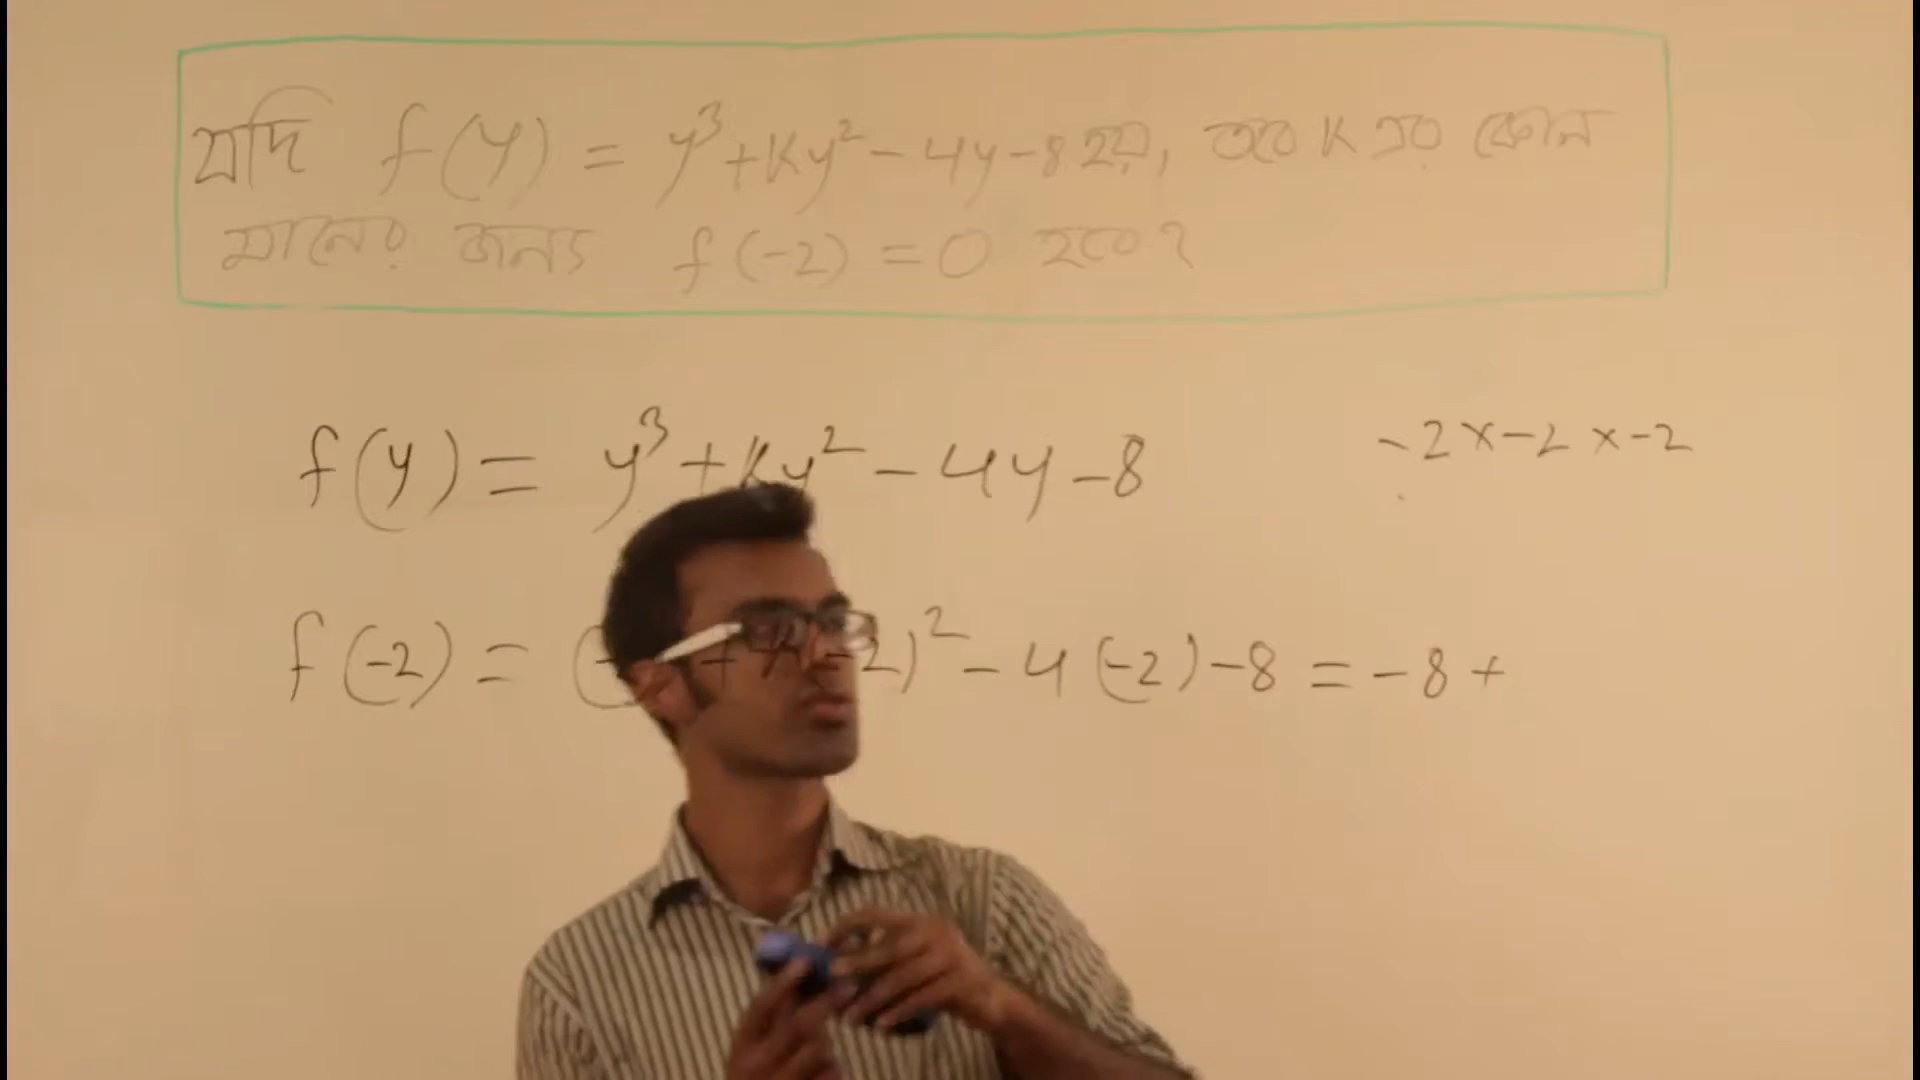 যদি f(y) = y³ + Ky² - 4y - 8 হয়, তবে K এর কোন
মানের জন্য f(-2) = 0 হবে?
f(y) = y³ + Ky² - 4y - 8
-2 x -2 x -2
f(-2) = ( 2)² - 4(-2) - 8 = -8 +